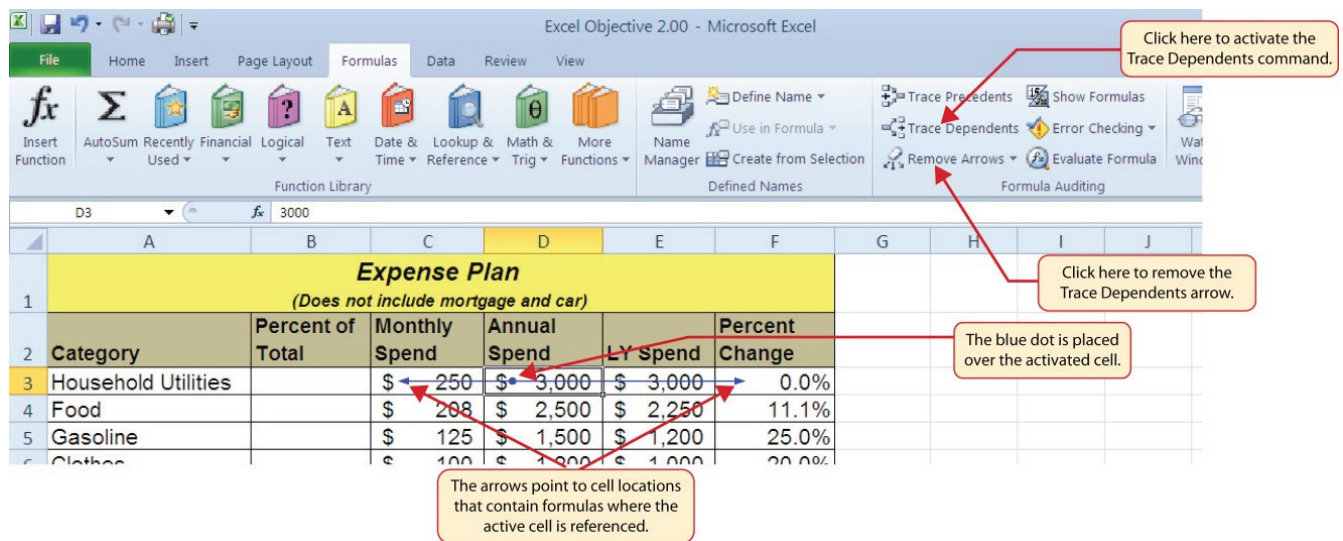 Excel Objective 2.00 - Microsoft Excel
File Home Insert Page Layout Formulas Data Review View
Click here to activate the
Trace Dependents command.
fx Σ ? A θ
Insert Function
AutoSum
Recently Used
Financial
Logical
Text
Date & Time
Lookup & Reference
Math & Trig
More Functions
Function Library
Name Manager
Define Name
Use in Formula
Create from Selection
Defined Names
Trace Precedents
Trace Dependents
Remove Arrows
Show Formulas
Error Checking
Evaluate Formula
Formula Auditing
D3 fx 3000
A B C D E F G H I J
1 Expense Plan
(Does not include mortgage and car)
Click here to remove the
Trace Dependents arrow.
2 Category Percent of Total Monthly Spend Annual Spend LY Spend Percent Change
The blue dot is placed
over the activated cell.
3 Household Utilities $ 250 $ 3,000 $ 3,000 0.0%
4 Food $ 208 $ 2,500 $ 2,250 11.1%
5 Gasoline $ 125 $ 1,500 $ 1,200 25.0%
The arrows point to cell locations
that contain formulas where the
active cell is referenced.